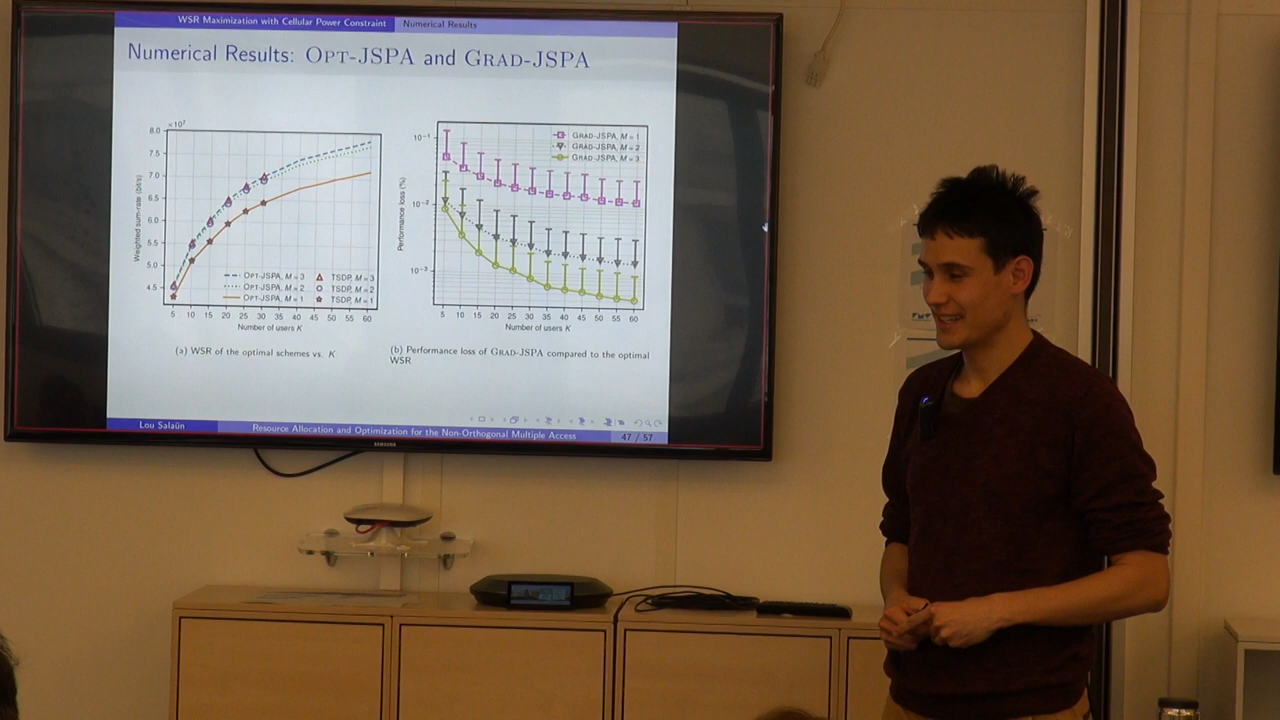 WSR Maximization with Cellular Power Constraint
Numerical Results
Numerical Results: OPT-JSPA and GRAD-JSPA
×10⁷
8.0
7.5
7.0
6.5
6.0
5.5
5.0
4.5
Weighted sum-rate (bit/s)
OPT-JSPA, M = 3
OPT-JSPA, M = 2
OPT-JSPA, M = 1
TSDP, M = 3
TSDP, M = 2
TSDP, M = 1
5 10 15 20 25 30 35 40 45 50 55 60
Number of users K
(a) WSR of the optimal schemes vs. K
10⁻¹
10⁻²
10⁻³
Performance loss (%)
GRAD-JSPA, M = 1
GRAD-JSPA, M = 2
GRAD-JSPA, M = 3
5 10 15 20 25 30 35 40 45 50 55 60
Number of users K
(b) Performance loss of GRAD-JSPA compared to the optimal
WSR
Lou Salaün
Resource Allocation and Optimization for the Non-Orthogonal Multiple Access
47 / 57
SAMSUNG